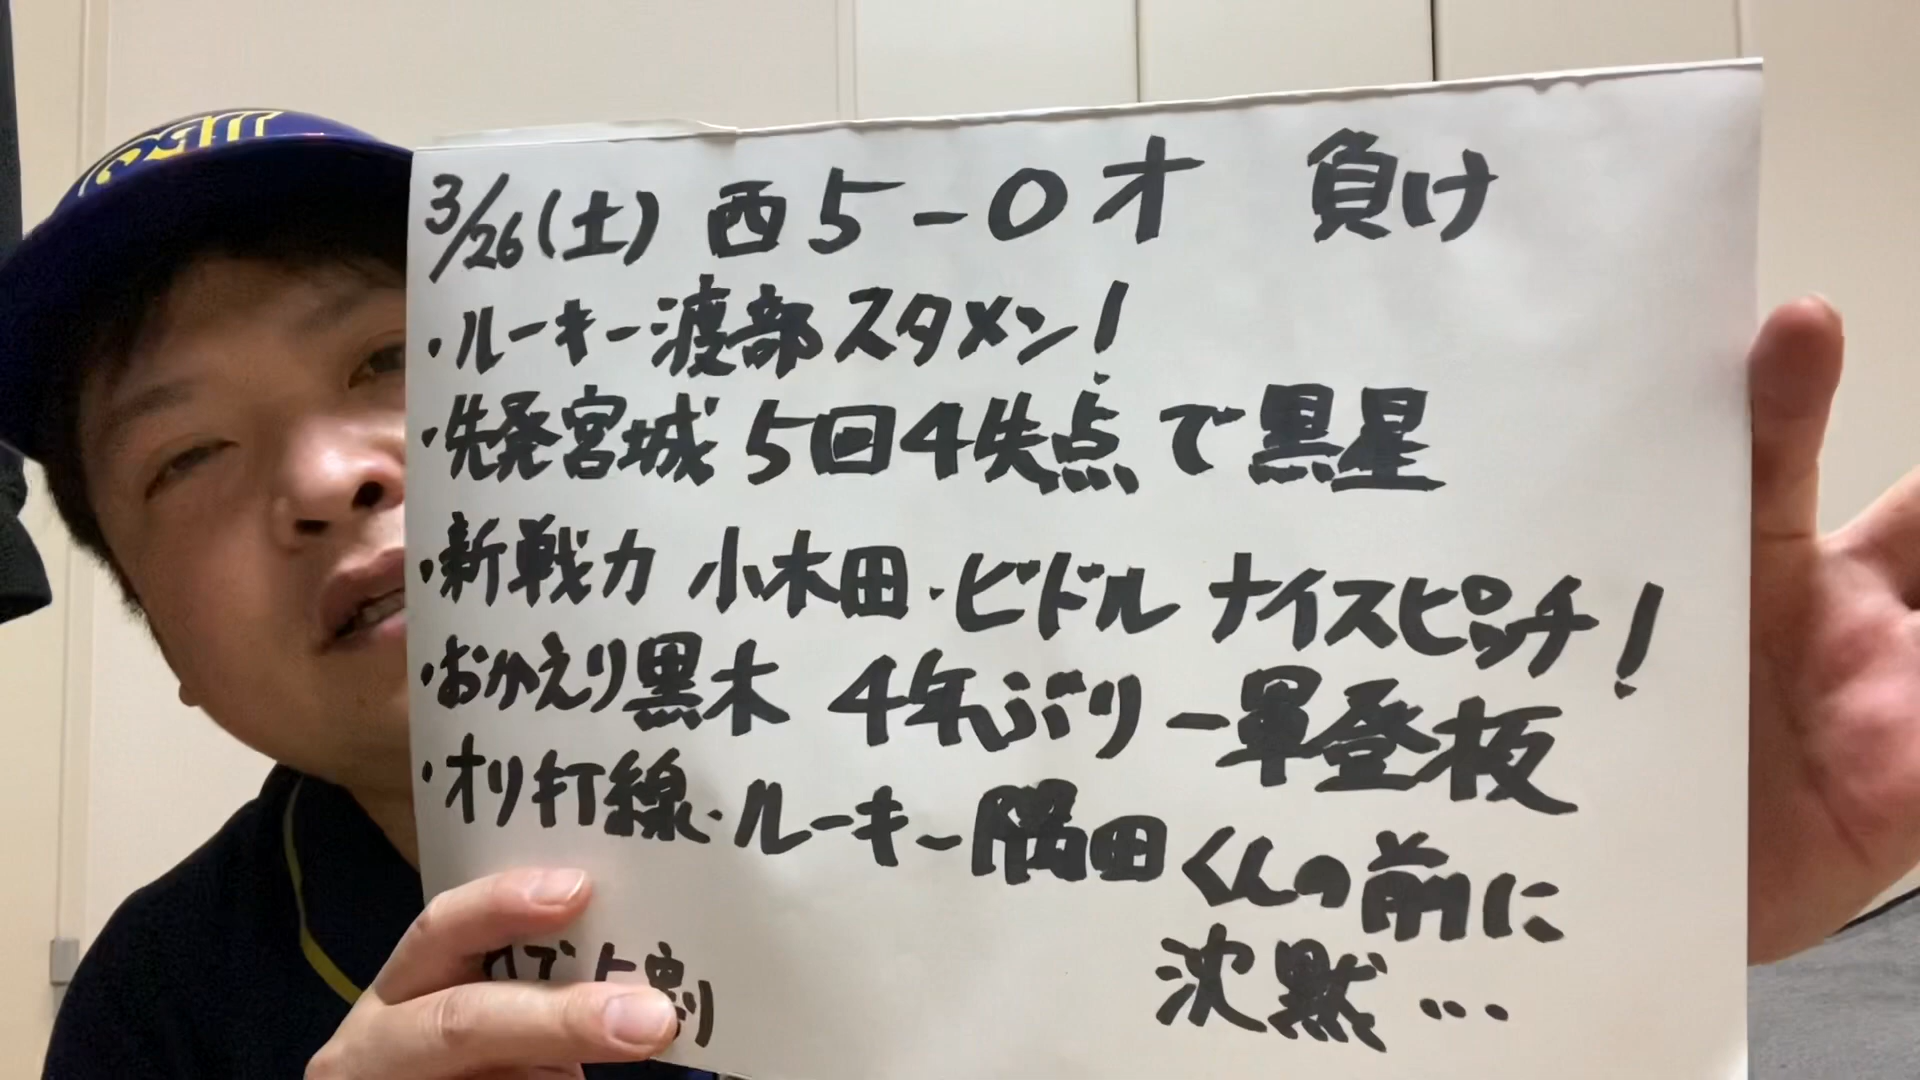 3/26(土) 西5-0オ 負け
・ルーキー渡部スタメン!
・先発宮城 5回4失点で黒星
・新戦力 小木田・ビドル ナイスピッチ!
・おかえり黒木 4年ぶり一軍登板
・オリ打線・ルーキー隅田くんの前に
沈黙…